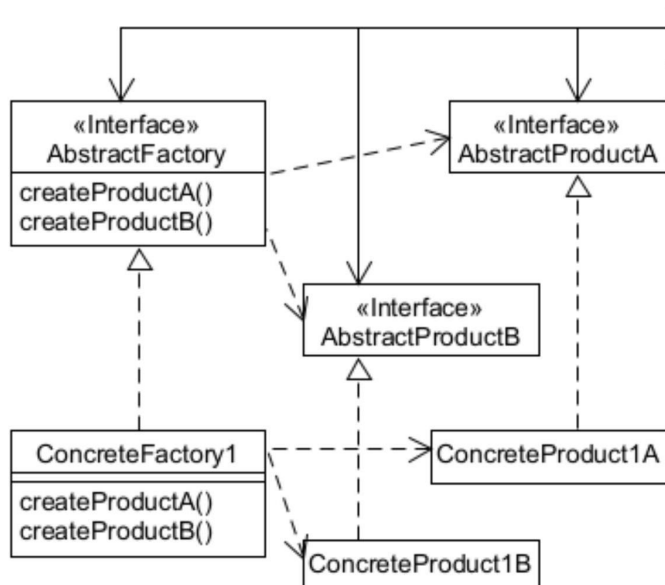 «Interface»
AbstractFactory
createProductA()
createProductB()
«Interface»
AbstractProductA
«Interface»
AbstractProductB
ConcreteFactory1
createProductA()
createProductB()
ConcreteProduct1A
ConcreteProduct1B